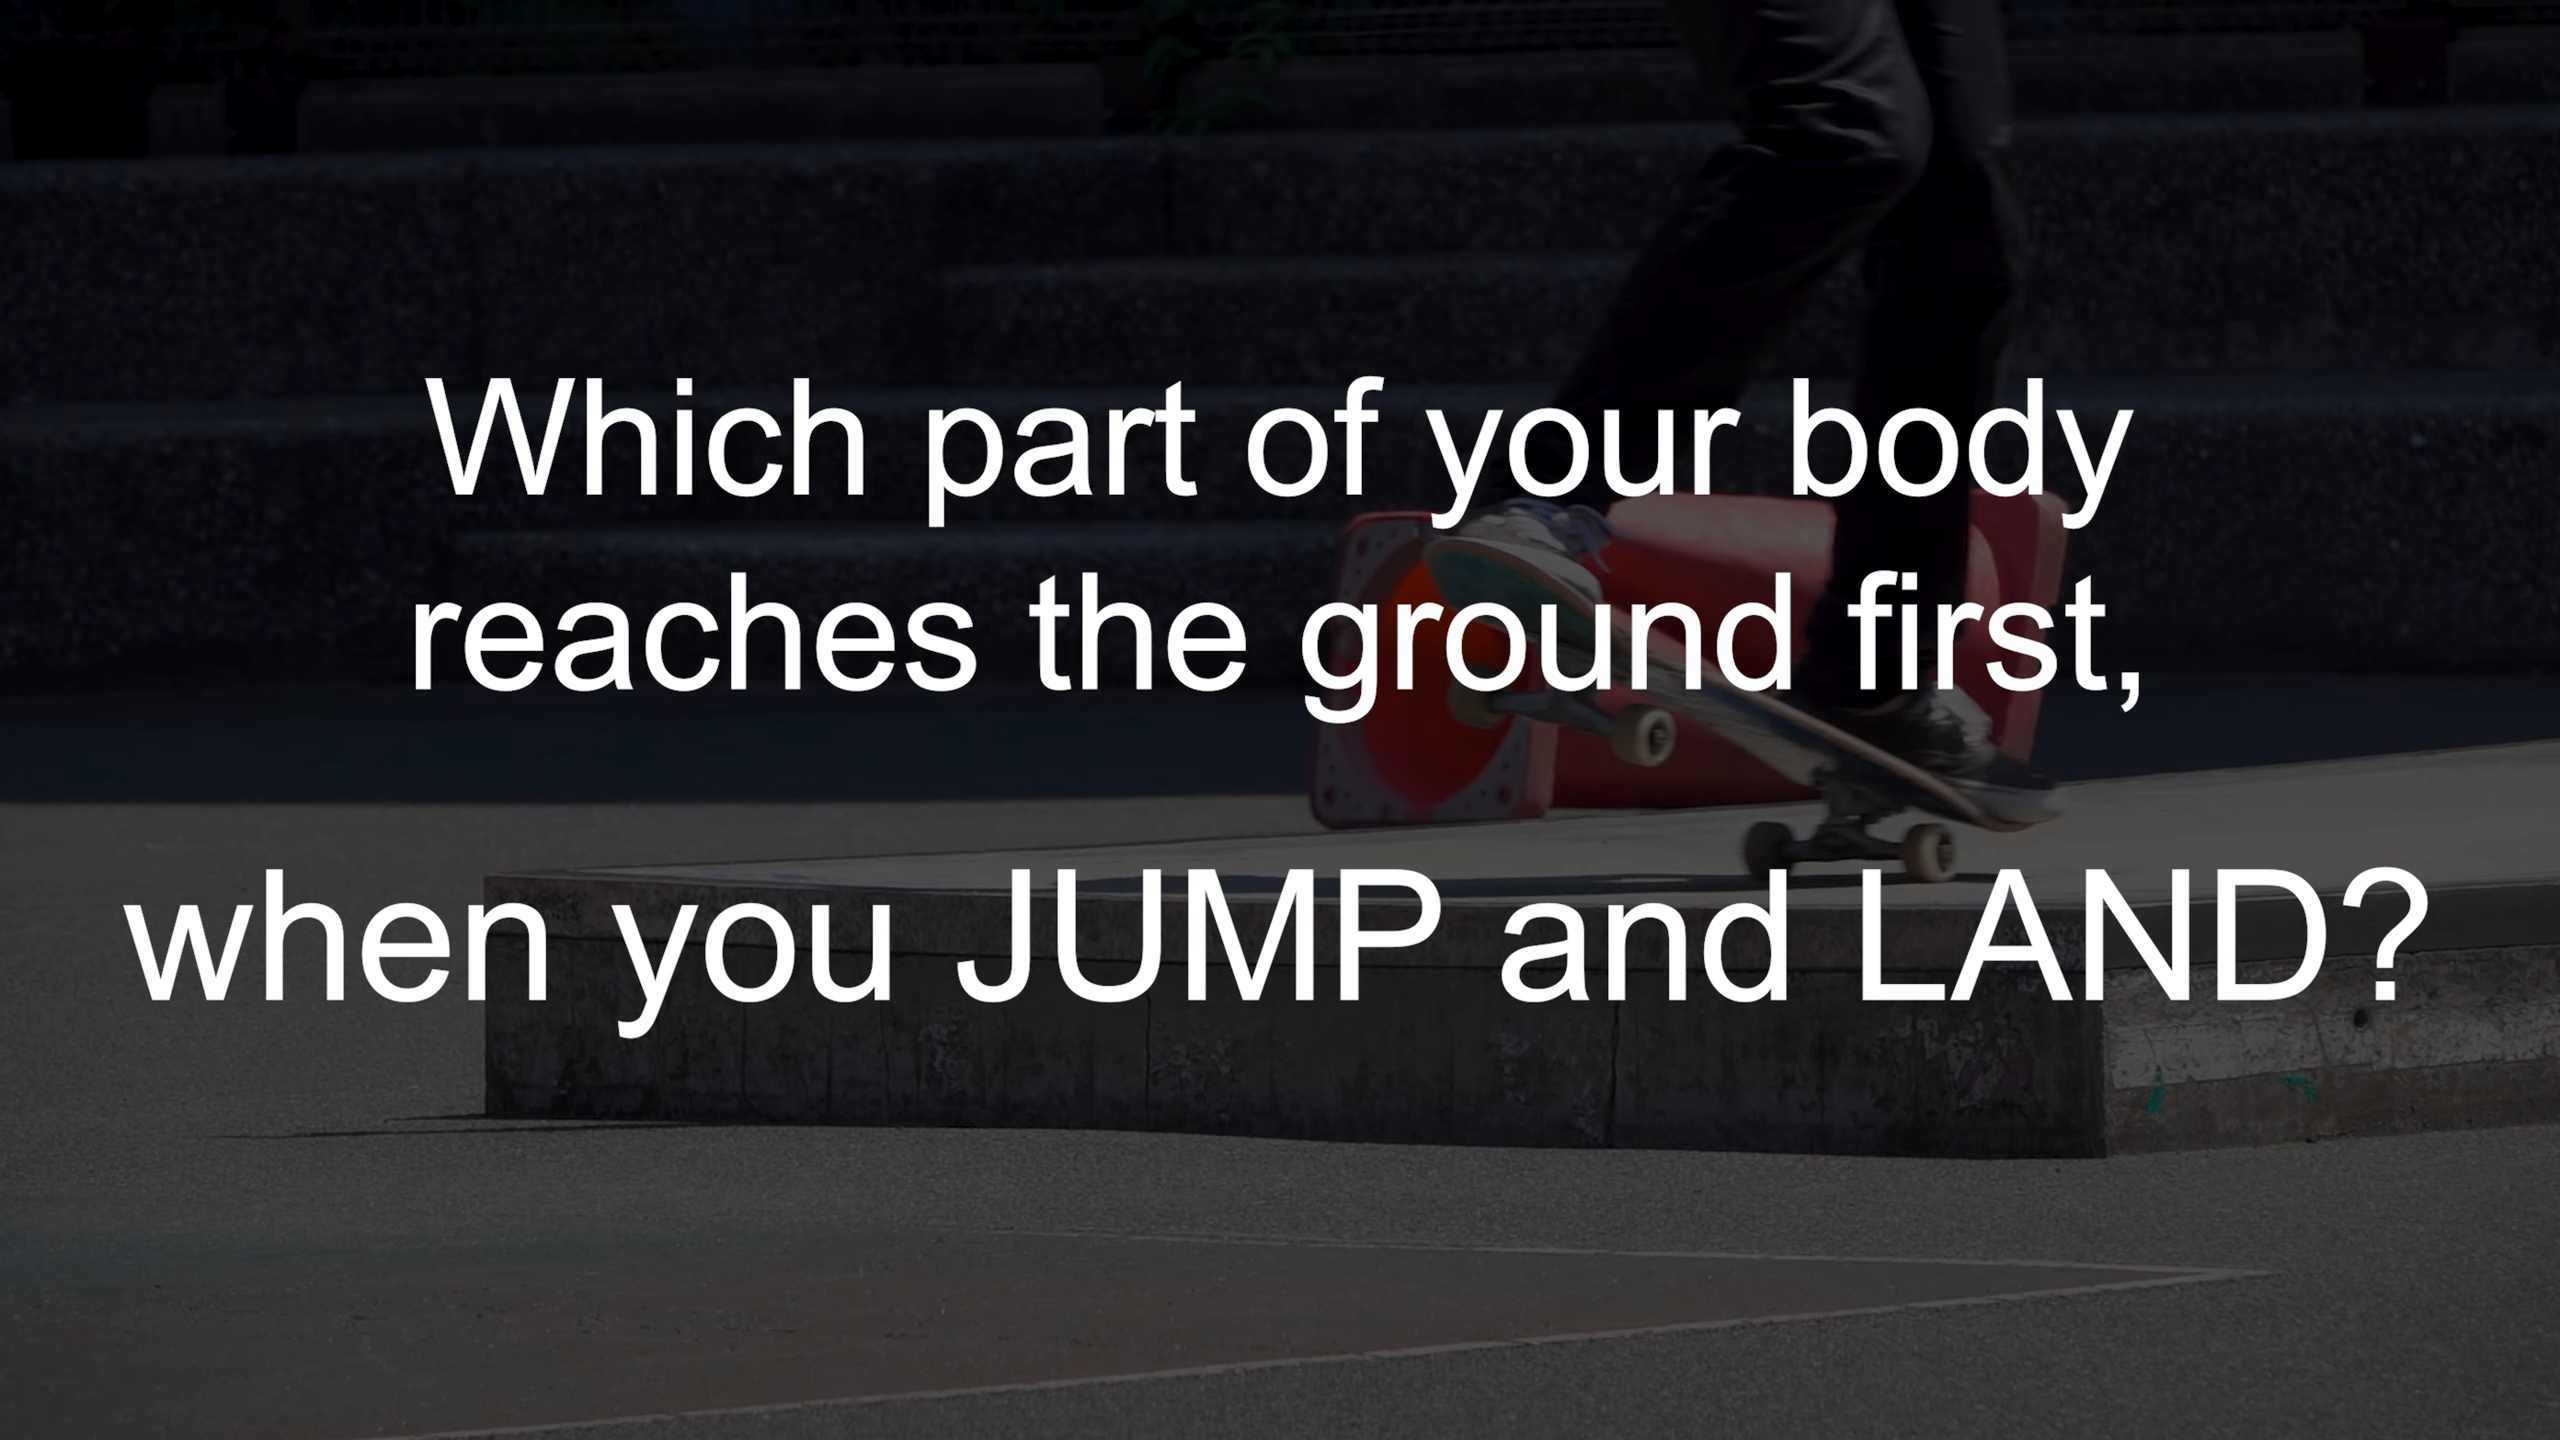 Which part of your body
reaches the ground first,
when you JUMP and LAND?